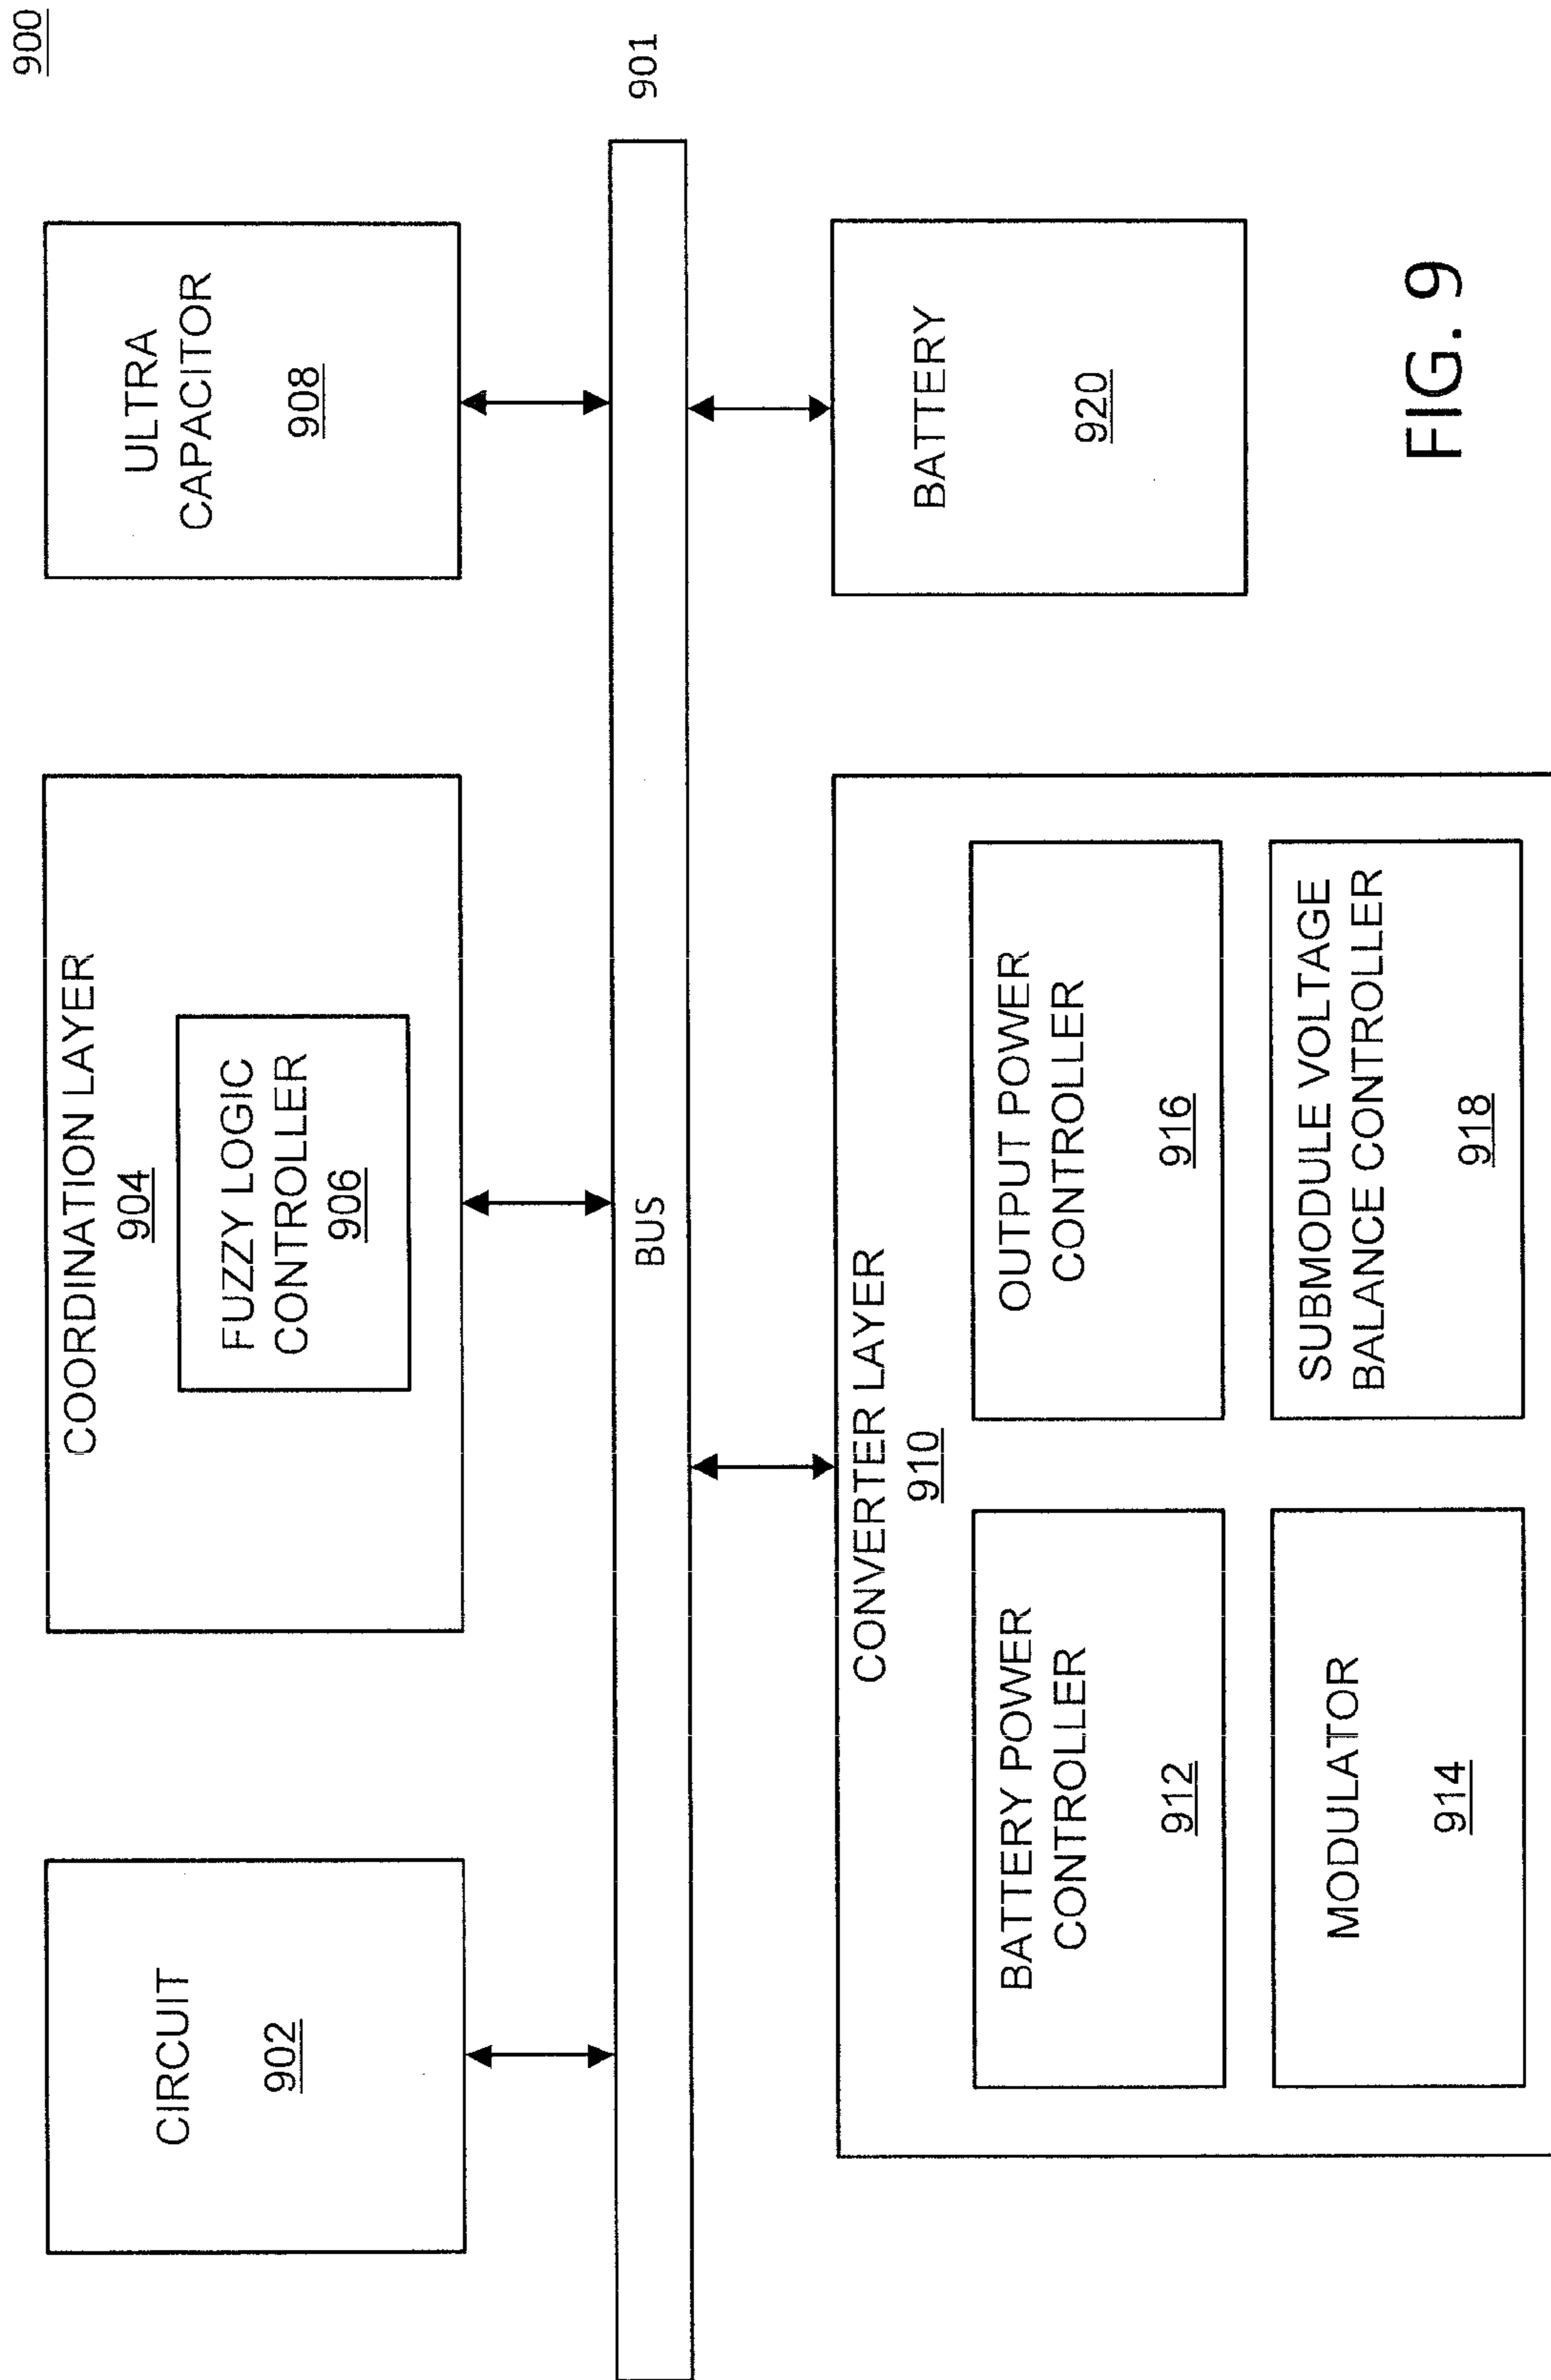 900
CIRCUIT
902
COORDINATION LAYER
904
FUZZY LOGIC
CONTROLLER
906
ULTRA
CAPACITOR
908
BUS
901
CONVERTER LAYER
910
BATTERY POWER
CONTROLLER
912
OUTPUT POWER
CONTROLLER
916
MODULATOR
914
SUBMODULE VOLTAGE
BALANCE CONTROLLER
918
BATTERY
920
FIG. 9